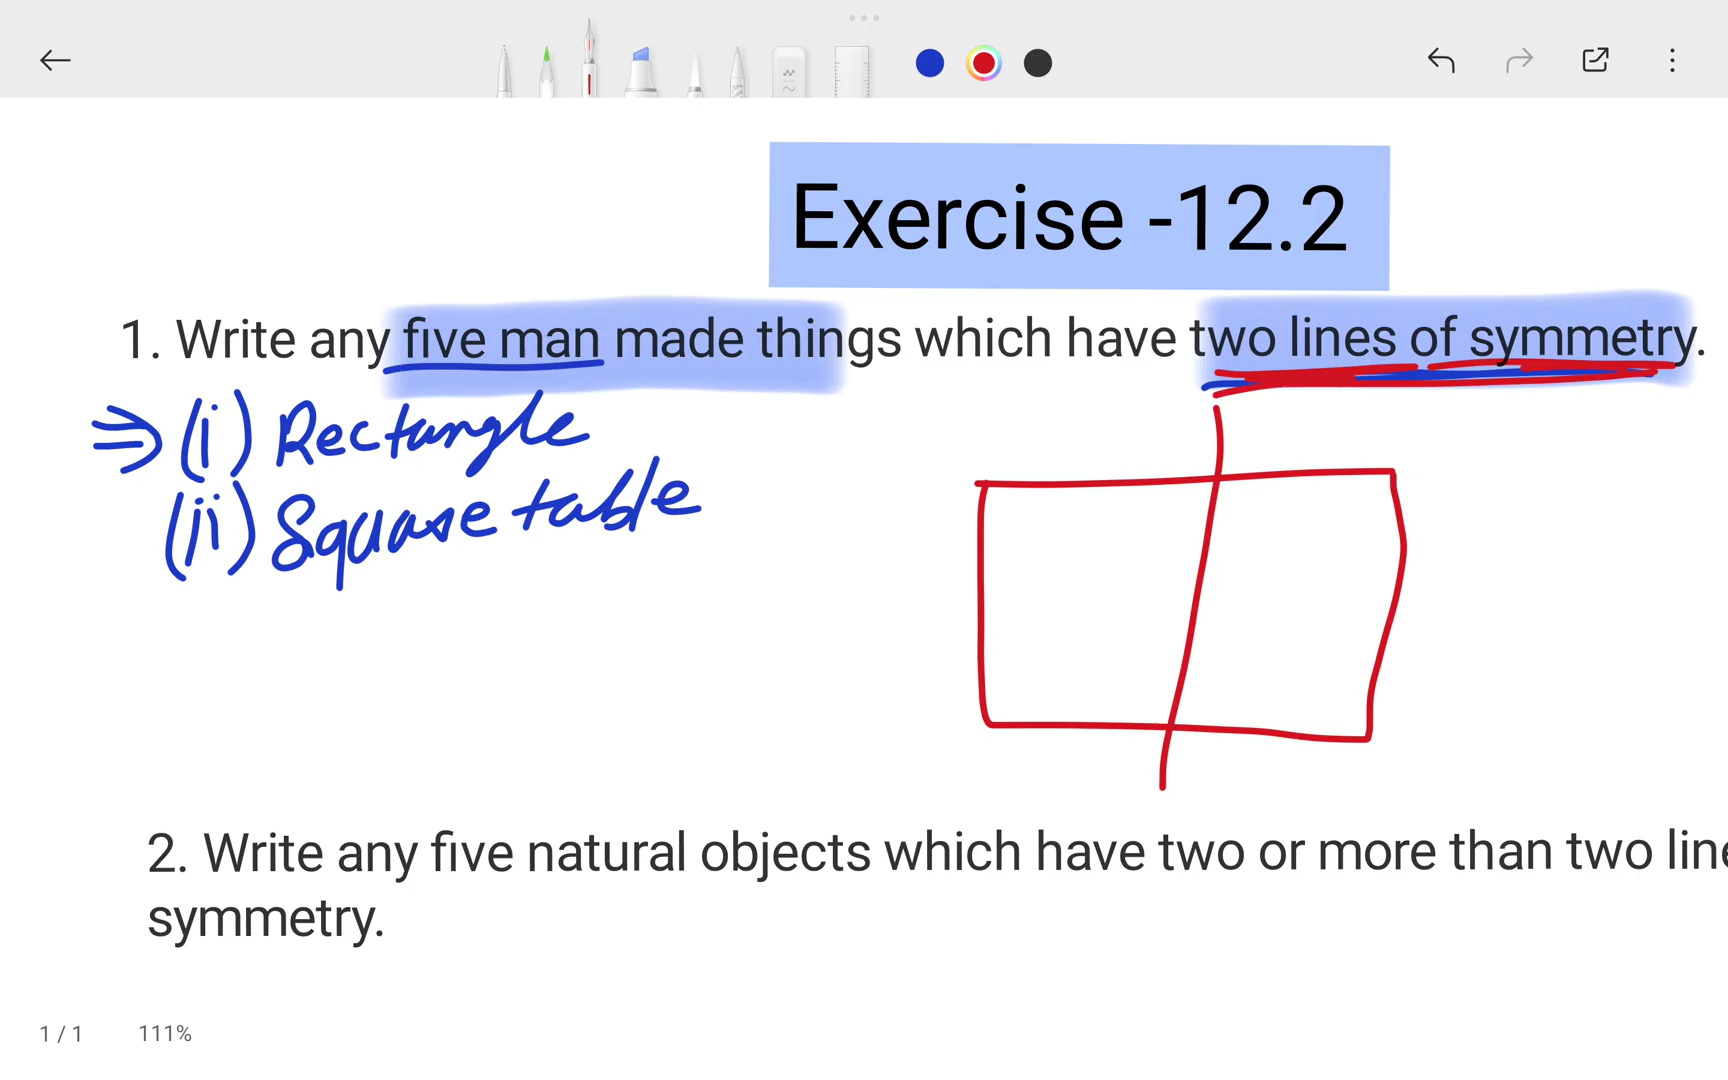 Exercise -12.2
1. Write any five man made things which have two lines of symmetry.
⇒ (i) Rectangle
(ii) Square table
2. Write any five natural objects which have two or more than two line
symmetry.
1 / 1 111%